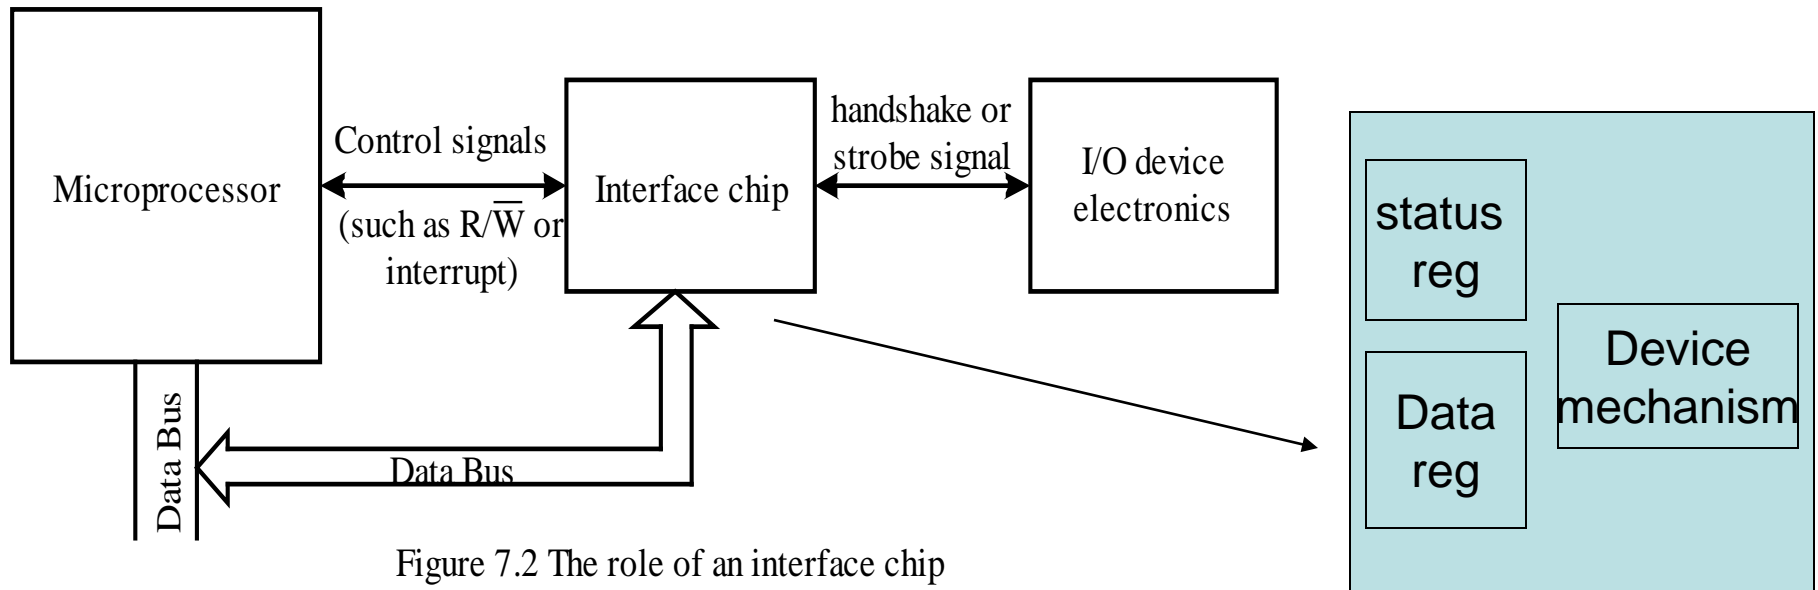 Microprocessor
Control signals
(such as R/W̅ or
interrupt)
Interface chip
handshake or
strobe signal
I/O device
electronics
status
reg
Data
reg
Device
mechanism
Data Bus
Data Bus
Figure 7.2 The role of an interface chip